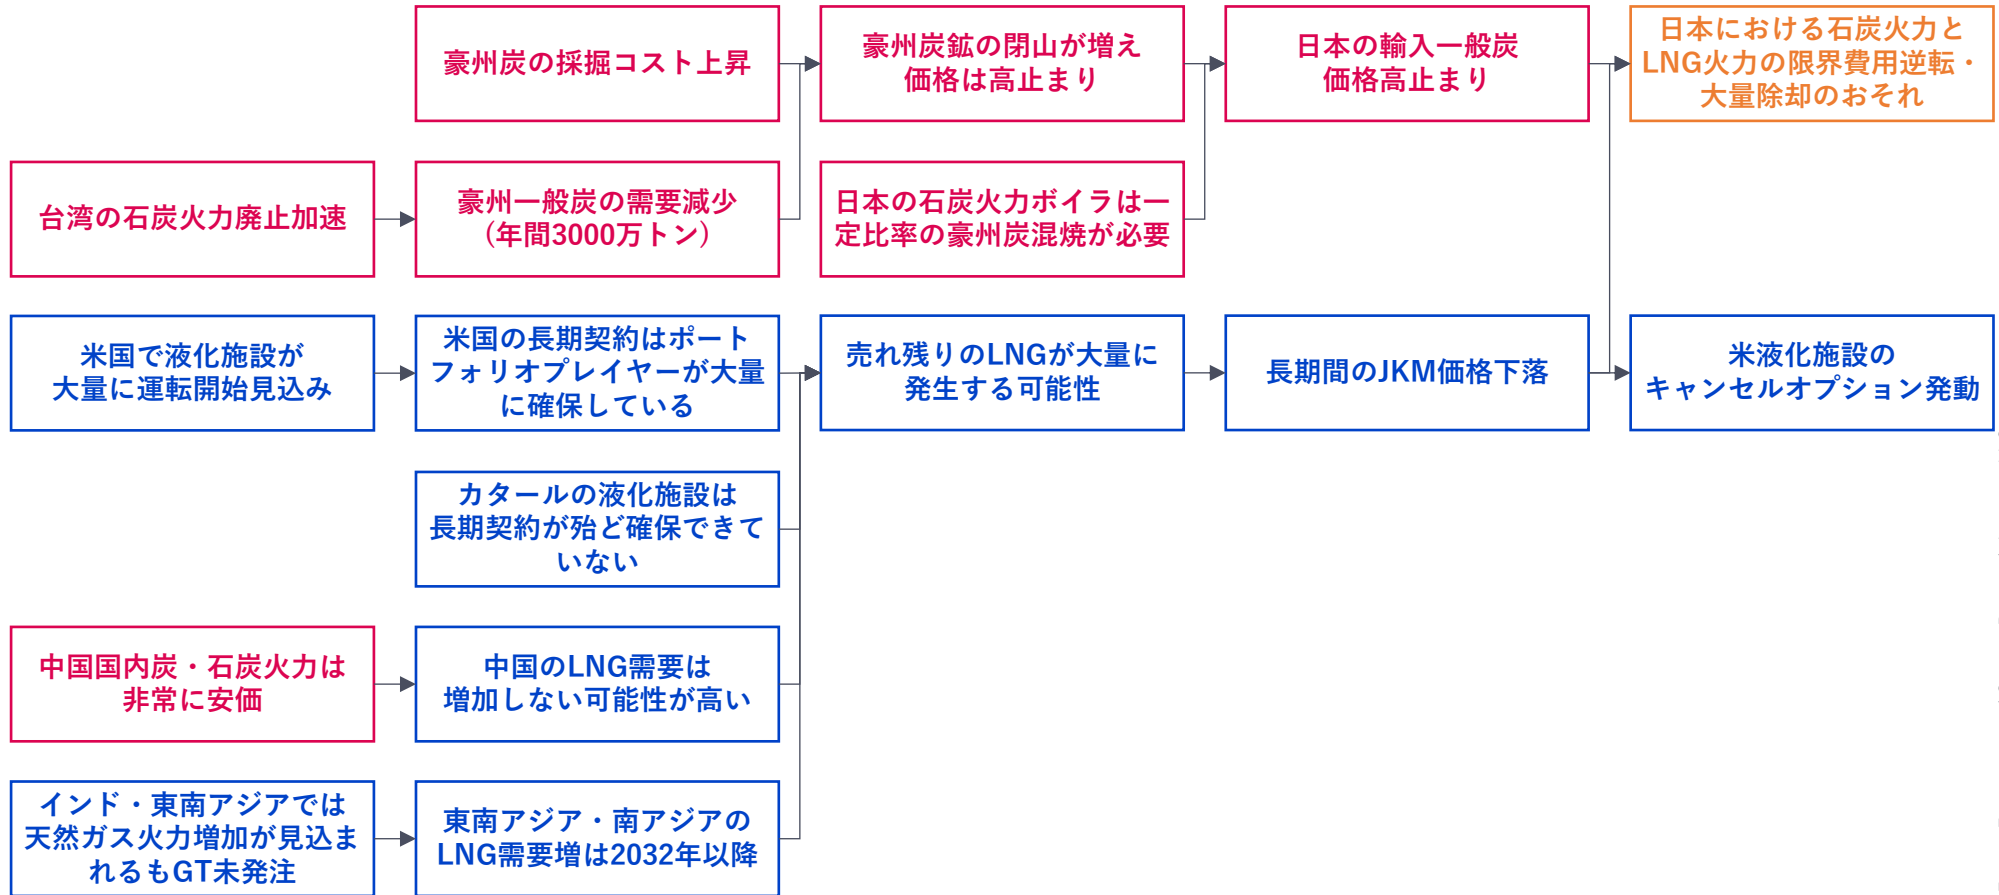 豪州炭の採掘コスト上昇
豪州炭鉱の閉山が増え
価格は高止まり
日本の輸入一般炭
価格高止まり
日本における石炭火力と
LNG火力の限界費用逆転・
大量除却のおそれ
台湾の石炭火力廃止加速
豪州一般炭の需要減少
（年間3000万トン）
日本の石炭火力ボイラは一
定比率の豪州炭混焼が必要
米国で液化施設が
大量に運転開始見込み
米国の長期契約はポート
フォリオプレイヤーが大量
に確保している
売れ残りのLNGが大量に
発生する可能性
長期間のJKM価格下落
米液化施設の
キャンセルオプション発動
カタールの液化施設は
長期契約が殆ど確保できて
いない
中国国内炭・石炭火力は
非常に安価
中国のLNG需要は
増加しない可能性が高い
インド・東南アジアでは
天然ガス火力増加が見込ま
れるもGT未発注
東南アジア・南アジアの
LNG需要増は2032年以降